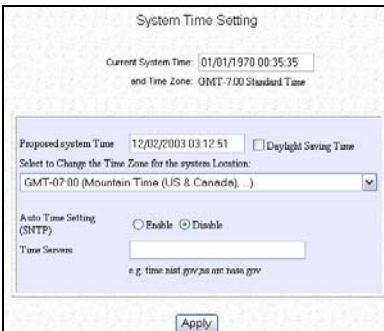 System Time Setting
Current System Time: 01/01/1970 00:35:35
and Time Zone: GMT-7:00 Standard Time
Proposed system Time 12/02/2003 03:12:51 Daylight Saving Time
Select to Change the Time Zone for the system Location:
GMT-07:00 (Mountain Time (US & Canada), ...)
Auto Time Setting (SNTP) Enable Disable
Time Servers
e.g. time.nist.gov;ns.arc.nasa.gov
Apply